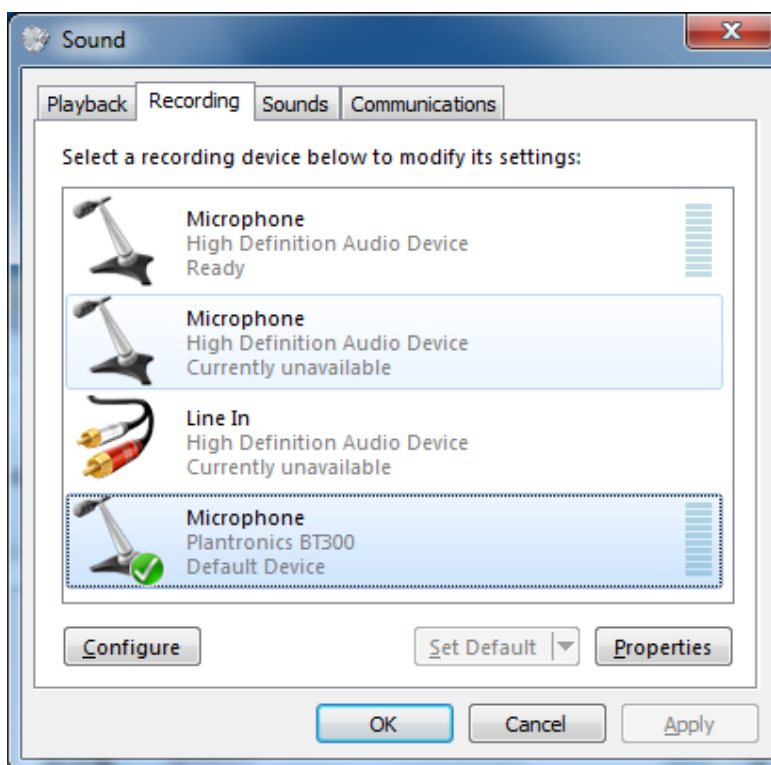 Sound
Playback Recording Sounds Communications
Select a recording device below to modify its settings:
Microphone
High Definition Audio Device
Ready
Microphone
High Definition Audio Device
Currently unavailable
Line In
High Definition Audio Device
Currently unavailable
Microphone
Plantronics BT300
Default Device
Configure Set Default Properties
OK Cancel Apply